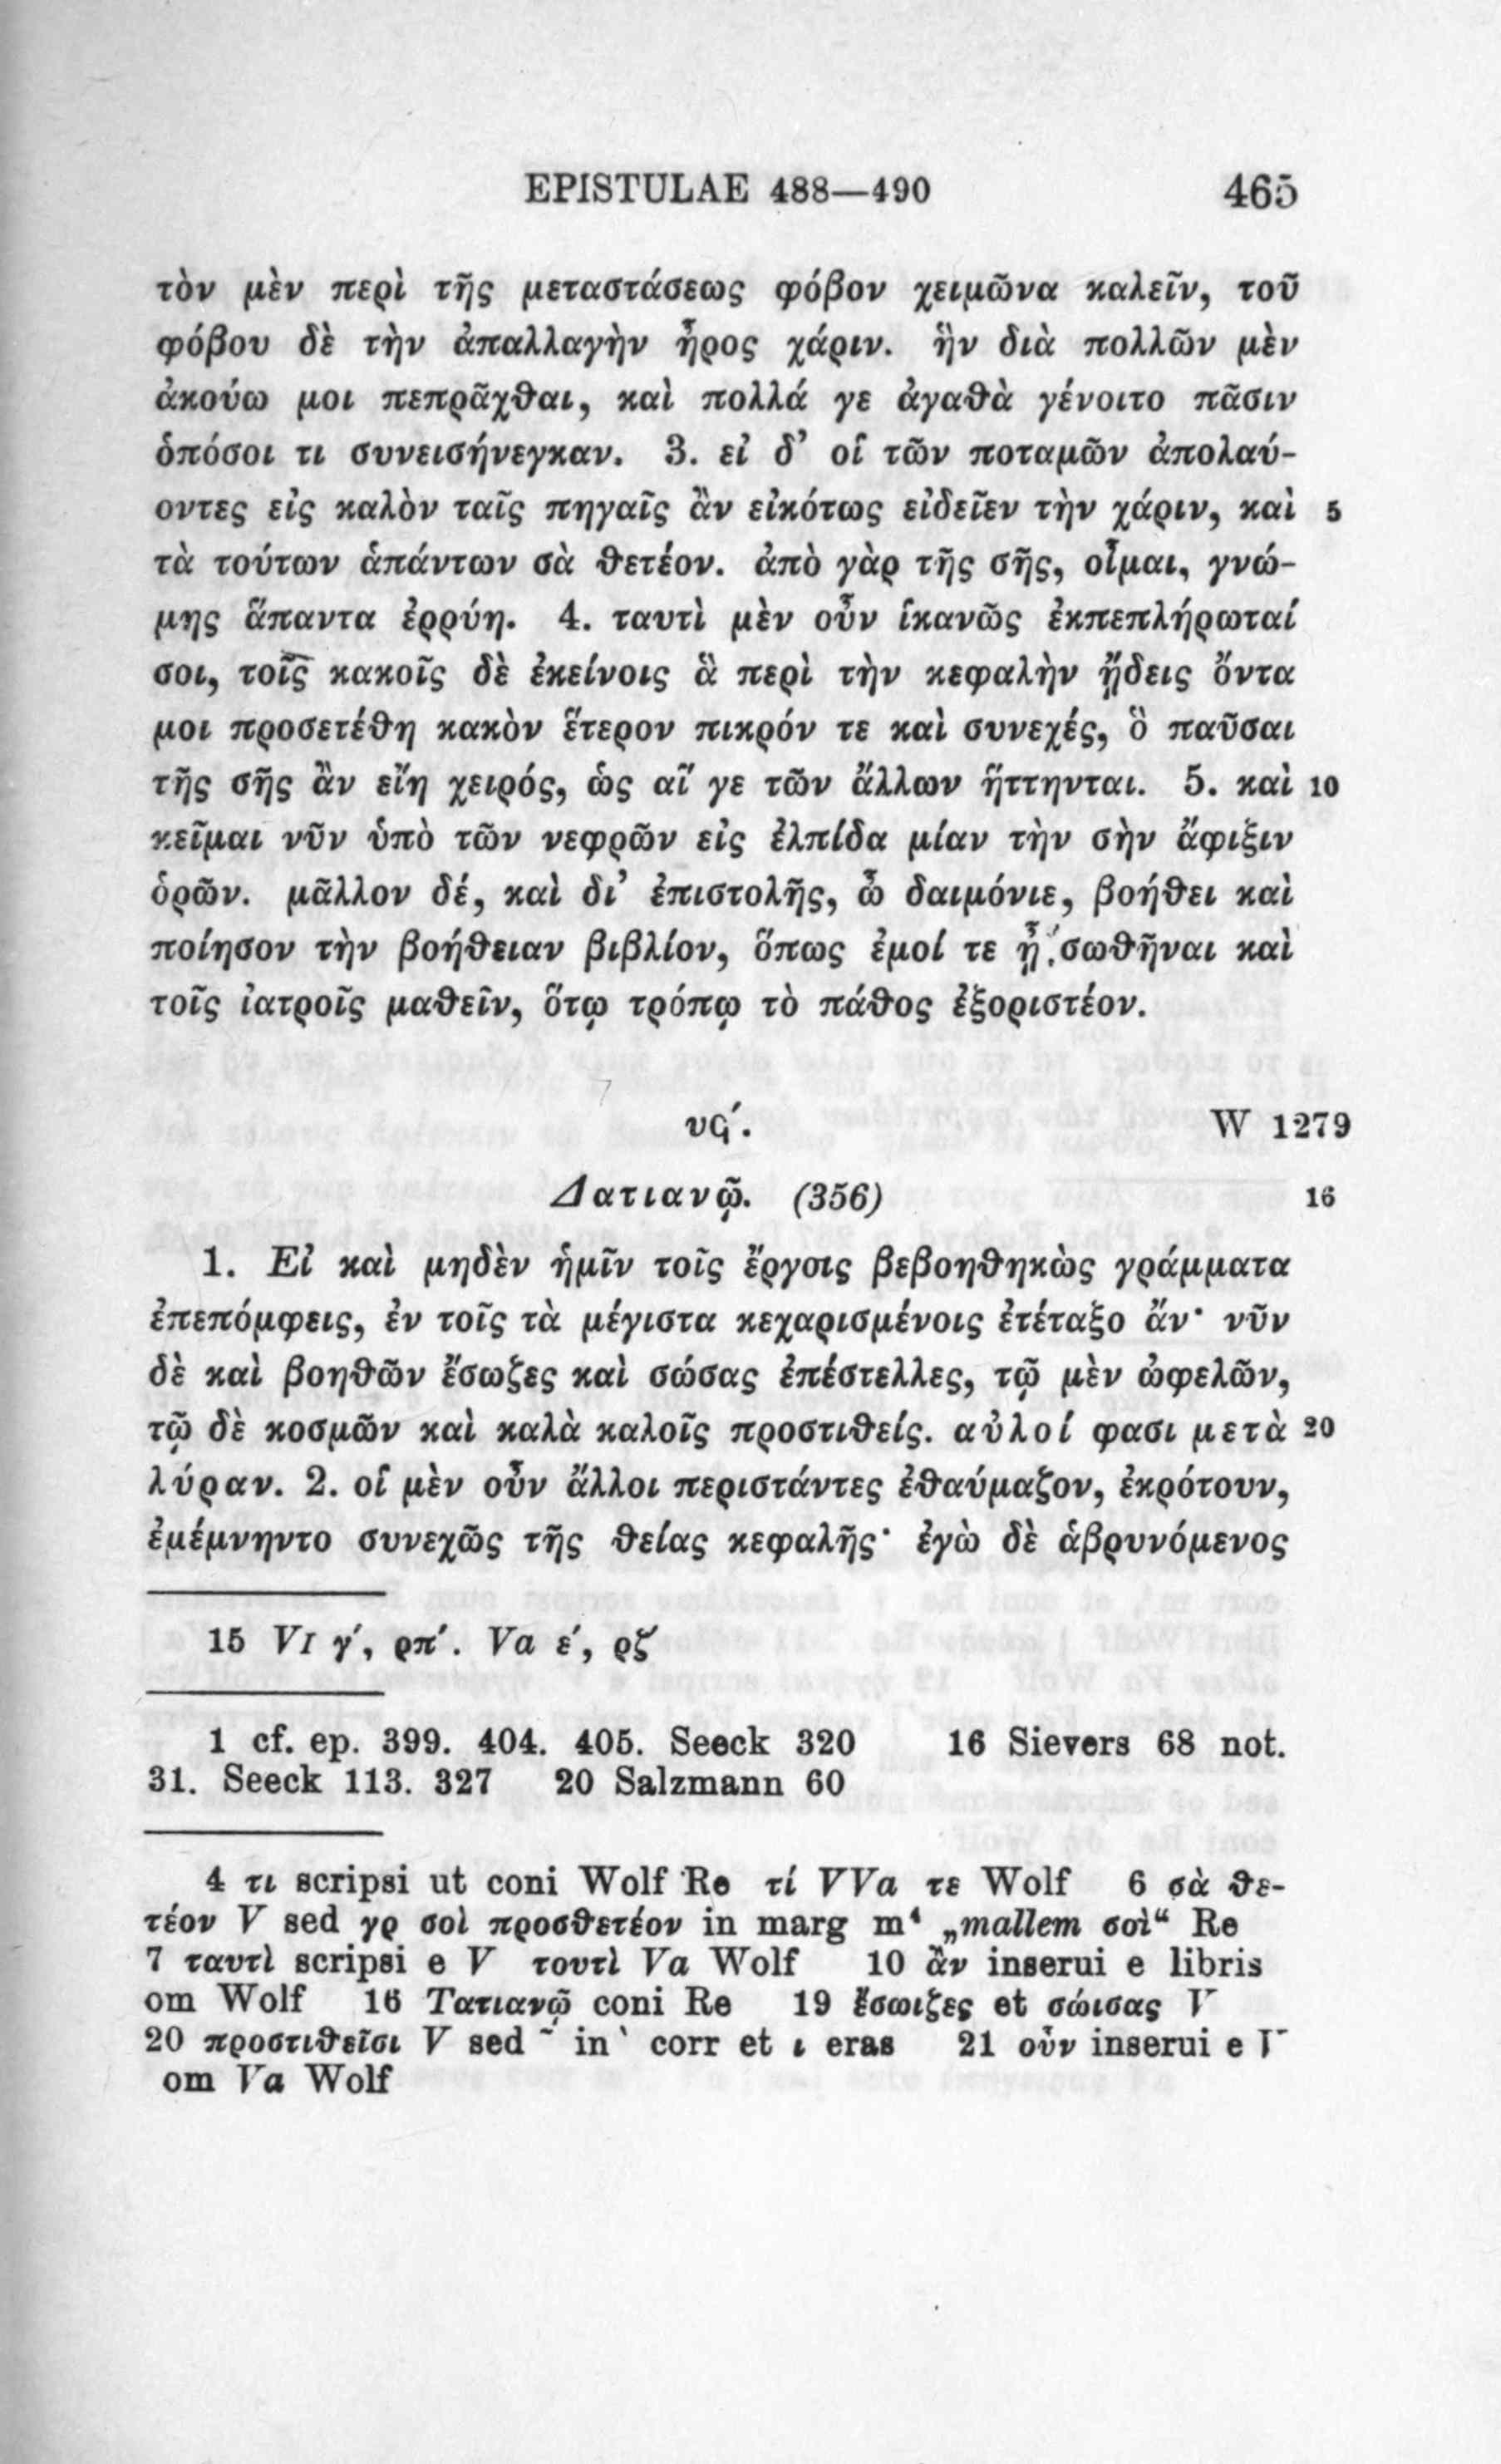 EPISTULAE 488—490 465
τὸν μὲν περὶ τῆς μεταστάσεως φόβον χειμῶνα καλεῖν, τοῦ
φόβου δὲ τὴν ἀπαλλαγὴν ἦρος χάριν. ἣν διὰ πολλῶν μὲν
ἀκούω μοι πεπρᾶχθαι, καὶ πολλά γε ἀγαθὰ γένοιτο πᾶσιν
ὁπόσοι τι συνεισήνεγκαν. 3. εἰ δ’ οἱ τῶν ποταμῶν ἀπολαύ-
οντες εἰς καλὸν ταῖς πηγαῖς ἂν εἰκότως εἰδεῖεν τὴν χάριν, καὶ 5
τὰ τούτων ἁπάντων σὰ θετέον. ἀπὸ γὰρ τῆς σῆς, οἶμαι, γνώ-
μης ἅπαντα ἐρρύη. 4. ταυτὶ μὲν οὖν ἱκανῶς ἐκπεπλήρωταί
σοι, τοῖς κακοῖς δὲ ἐκείνοις ἃ περὶ τὴν κεφαλὴν ᾔδεις ὄντα
μοι προσετέθη κακὸν ἕτερον πικρόν τε καὶ συνεχές, ὃ παῦσαι
τῆς σῆς ἂν εἴη χειρός, ὡς αἵ γε τῶν ἄλλων ἥττηνται. 5. καὶ 10
κεῖμαι νῦν ὑπὸ τῶν νεφρῶν εἰς ἐλπίδα μίαν τὴν σὴν ἄφιξιν
ὁρῶν. μᾶλλον δέ, καὶ δι’ ἐπιστολῆς, ὦ δαιμόνιε, βοήθει καὶ
ποίησον τὴν βοήθειαν βιβλίον, ὅπως ἐμοί τε ᾖ σωθῆναι καὶ
τοῖς ἰατροῖς μαθεῖν, ὅτῳ τρόπῳ τὸ πάθος ἐξοριστέον.
υϟʹ. W 1279
Δατιανῷ. (356) 16
1. Εἰ καὶ μηδὲν ἡμῖν τοῖς ἔργοις βεβοηθηκὼς γράμματα
ἐπεπόμφεις, ἐν τοῖς τὰ μέγιστα κεχαρισμένοις ἐτέταξο ἄν· νῦν
δὲ καὶ βοηθῶν ἔσωζες καὶ σώσας ἐπέστελλες, τῷ μὲν ὠφελῶν,
τῷ δὲ κοσμῶν καὶ καλὰ καλοῖς προστιθείς. αὐλοί φασι μετὰ 20
λύραν. 2. οἱ μὲν οὖν ἄλλοι περιστάντες ἐθαύμαζον, ἐκρότουν,
ἐμέμνηντο συνεχῶς τῆς θείας κεφαλῆς· ἐγὼ δὲ ἁβρυνόμενος
15 VI γʹ, ρπʹ. Va εʹ, ρζʹ
1 cf. ep. 399. 404. 405. Seeck 320 16 Sievers 68 not.
31. Seeck 113. 327 20 Salzmann 60
4 τι scripsi ut coni Wolf Re τί VVa τε Wolf 6 σὰ θε-
τέον V sed γρ σοὶ προσθετέον in marg m⁴ „mallem σοὶ“ Re
7 ταυτὶ scripsi e V τουτὶ Va Wolf 10 ἂν inserui e libris
om Wolf 16 Τατιανῷ coni Re 19 ἔσωιζες et σώισας V
20 προστιθεῖσι V sed ῀ in ` corr et ι eras 21 οὖν inserui e V
om Va Wolf